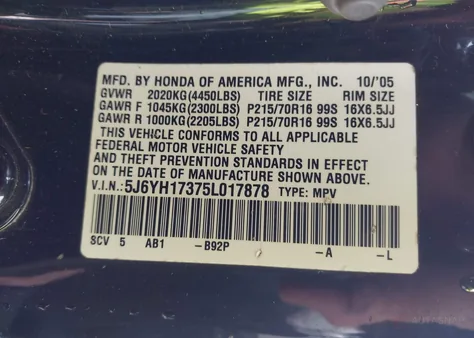 MFD. BY HONDA OF AMERICA MFG., INC. 10/'05
GVWR 2020KG(4450LBS) TIRE SIZE RIM SIZE
GAWR F 1045KG(2300LBS) P215/70R16 99S 16X6.5JJ
GAWR R 1000KG(2205LBS) P215/70R16 99S 16X6.5JJ
THIS VEHICLE CONFORMS TO ALL APPLICABLE
FEDERAL MOTOR VEHICLE SAFETY
AND THEFT PREVENTION STANDARDS IN EFFECT
ON THE DATE OF MANUFACTURE SHOWN ABOVE.
V.I.N.: 5J6YH17375L017878 TYPE: MPV
SCV 5 AB1 -B92P -A -L